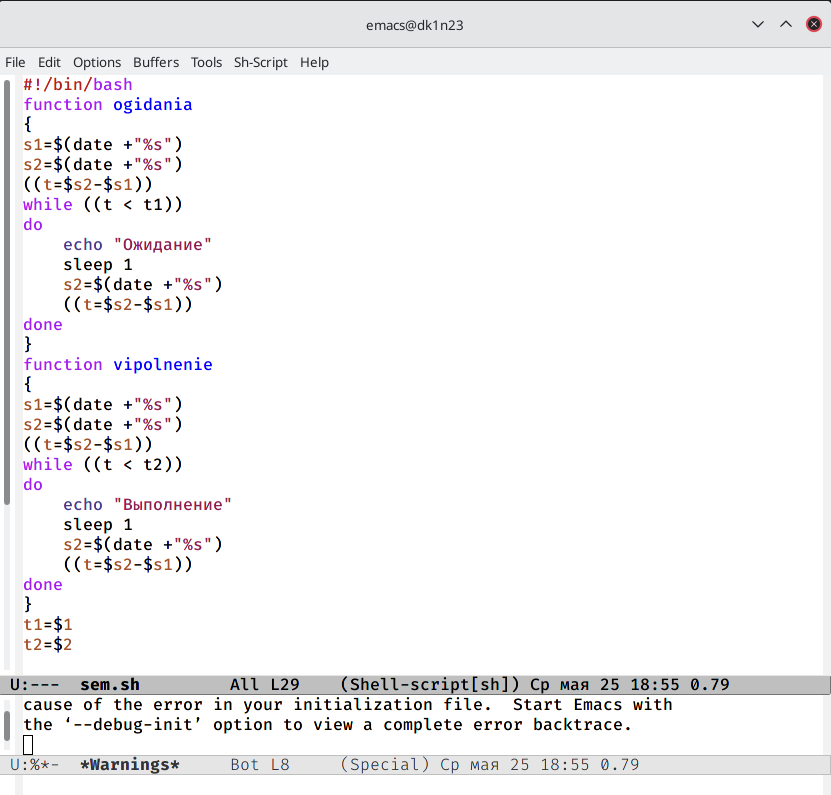 emacs@dk1n23
File Edit Options Buffers Tools Sh-Script Help
#!/bin/bash
function ogidania
{
s1=$(date +"%s")
s2=$(date +"%s")
((t=$s2-$s1))
while ((t < t1))
do
    echo "Ожидание"
    sleep 1
    s2=$(date +"%s")
    ((t=$s2-$s1))
done
}
function vipolnenie
{
s1=$(date +"%s")
s2=$(date +"%s")
((t=$s2-$s1))
while ((t < t2))
do
    echo "Выполнение"
    sleep 1
    s2=$(date +"%s")
    ((t=$s2-$s1))
done
}
t1=$1
t2=$2
U:--- sem.sh All L29 (Shell-script[sh]) Ср мая 25 18:55 0.79
cause of the error in your initialization file.  Start Emacs with
the ‘--debug-init’ option to view a complete error backtrace.
U:%*- *Warnings* Bot L8 (Special) Ср мая 25 18:55 0.79